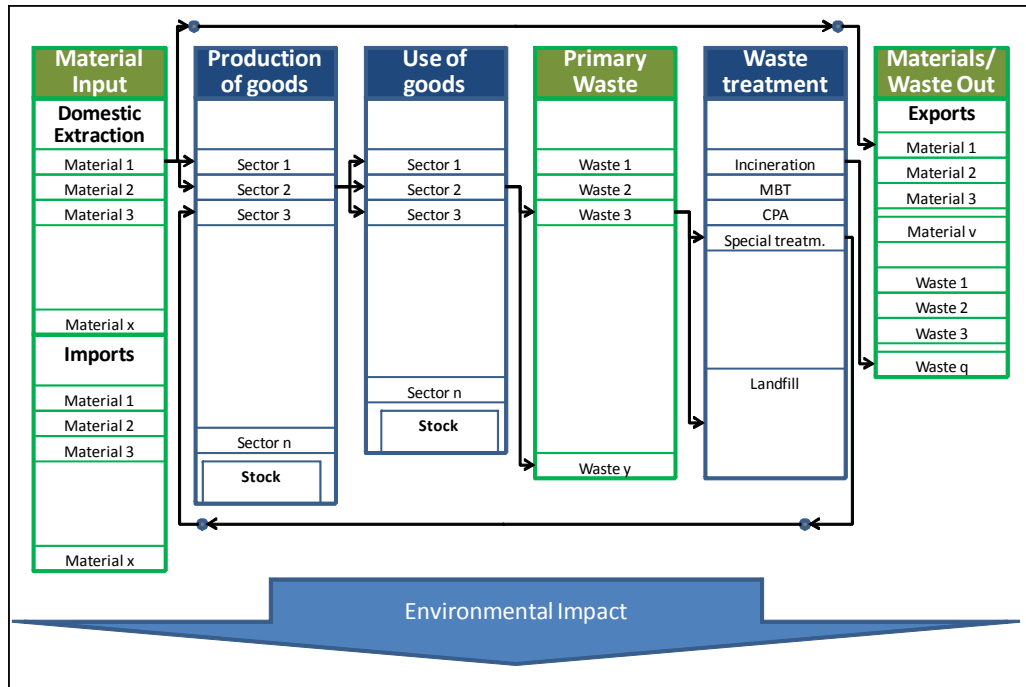 Material
Input
Domestic
Extraction
Material 1
Material 2
Material 3
Material x
Imports
Material 1
Material 2
Material 3
Material x
Production
of goods
Sector 1
Sector 2
Sector 3
Sector n
Stock
Use of
goods
Sector 1
Sector 2
Sector 3
Sector n
Stock
Primary
Waste
Waste 1
Waste 2
Waste 3
Waste y
Waste
treatment
Incineration
MBT
CPA
Special treatm.
Landfill
Materials/
Waste Out
Exports
Material 1
Material 2
Material 3
Material v
Waste 1
Waste 2
Waste 3
Waste q
Environmental Impact